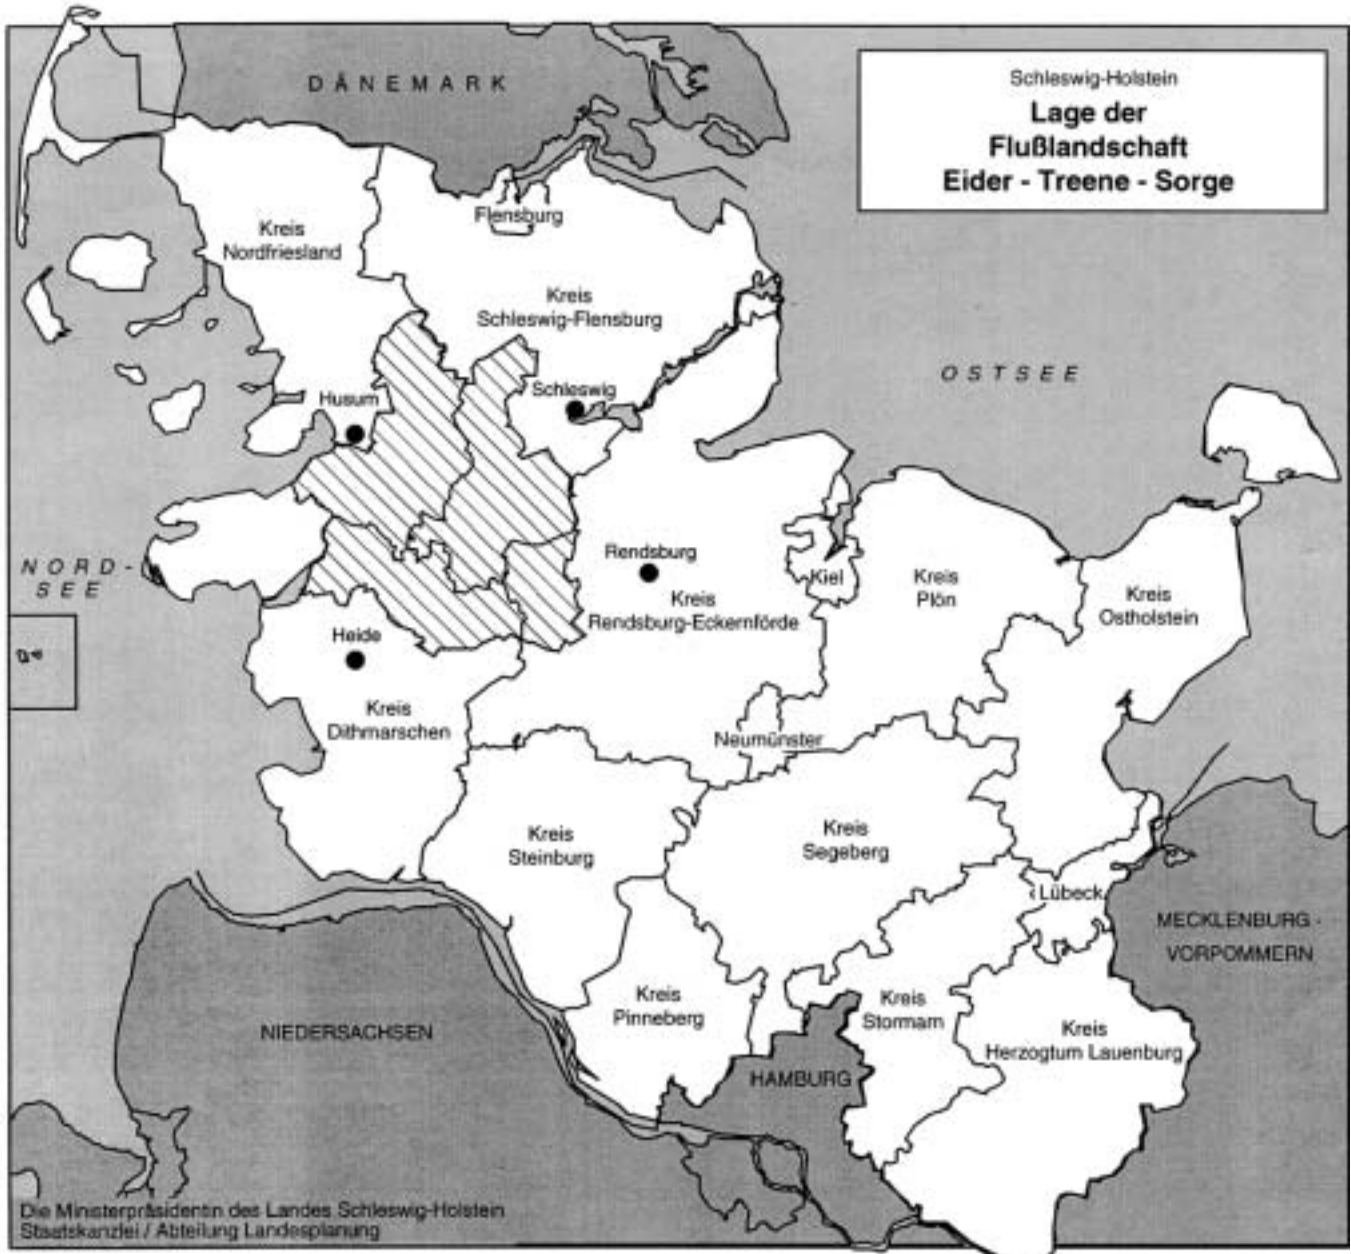 Schleswig-Holstein
Lage der
Flußlandschaft
Eider - Treene - Sorge
DÄNEMARK
Flensburg
Kreis
Nordfriesland
Kreis
Schleswig-Flensburg
OSTSEE
Schleswig
Husum
NORD-
SEE
Rendsburg
Kiel
Kreis
Plön
Kreis
Ostholstein
Kreis
Rendsburg-Eckernförde
Heide
Kreis
Dithmarschen
Neumünster
Kreis
Steinburg
Kreis
Segeberg
Lübeck
MECKLENBURG-
VORPOMMERN
Kreis
Pinneberg
Kreis
Stormarn
NIEDERSACHSEN
Kreis
Herzogtum Lauenburg
HAMBURG
Die Ministerpräsidentin des Landes Schleswig-Holstein
Staatskanzlei / Abteilung Landesplanung